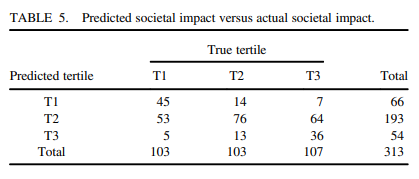 TABLE 5. Predicted societal impact versus actual societal impact.
True tertile
Predicted tertile T1 T2 T3 Total
T1 45 14 7 66
T2 53 76 64 193
T3 5 13 36 54
Total 103 103 107 313